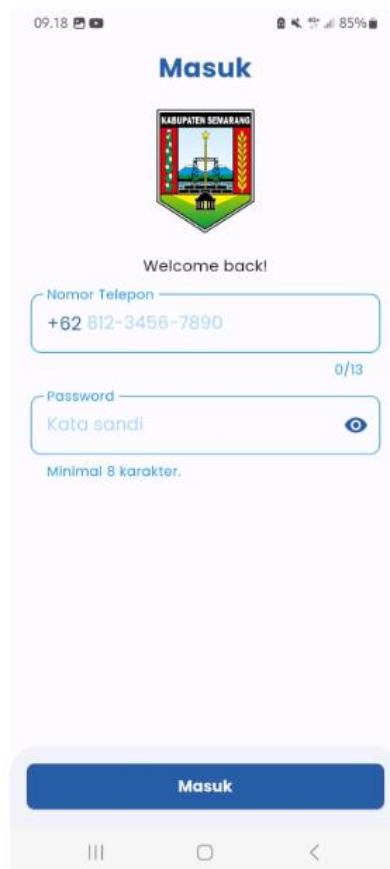 09.18 85%
Masuk
KABUPATEN SEMARANG
Welcome back!
Nomor Telepon
+62 812-3456-7890
0/13
Password
Kata sandi
Minimal 8 karakter.
Masuk